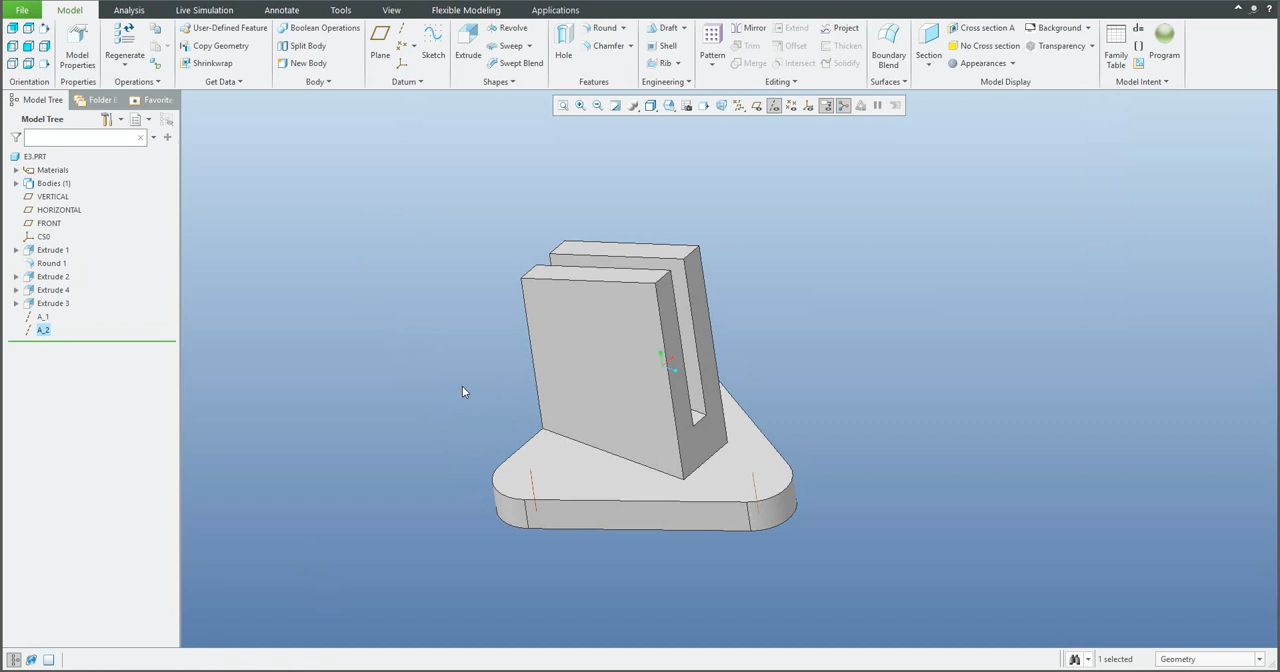 File Model Analysis Live Simulation Annotate Tools View Flexible Modeling Applications
User-Defined Feature Boolean Operations Revolve Round Draft Mirror Extend Project Cross section A Background d=
Model Properties Regenerate Copy Geometry Split Body Plane Sketch Extrude Sweep Hole Chamfer Shell Pattern Trim Offset Thicken Boundary Blend Section No Cross section Transparency Family Table Program
Shrinkwrap New Body Swept Blend Rib Merge Intersect Solidify Appearances
Orientation Properties Operations Get Data Body Datum Shapes Features Engineering Editing Surfaces Model Display Model Intent
Model Tree Folder Favorite
Model Tree
E3.PRT
Materials
Bodies (1)
VERTICAL
HORIZONTAL
FRONT
CS0
Extrude 1
Round 1
Extrude 2
Extrude 4
Extrude 3
A_1
A_2
1 selected Geometry